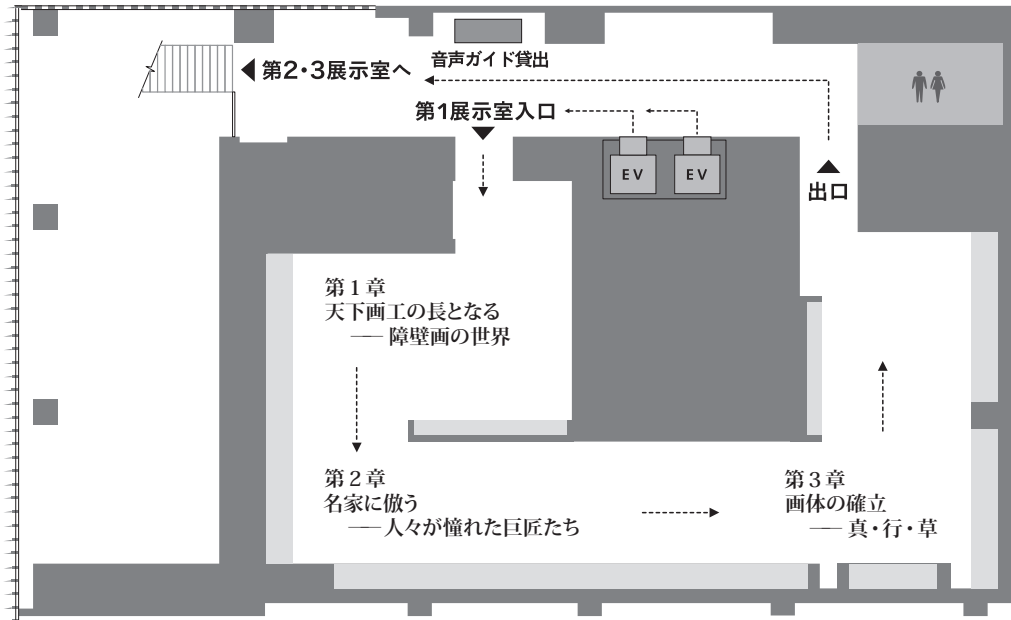 音声ガイド貸出
◀第2・3展示室へ
第1展示室入口
EV
EV
出口
第1章
天下画工の長となる
── 障壁画の世界
第2章
名家に倣う
── 人々が憧れた巨匠たち
第3章
画体の確立
── 真・行・草